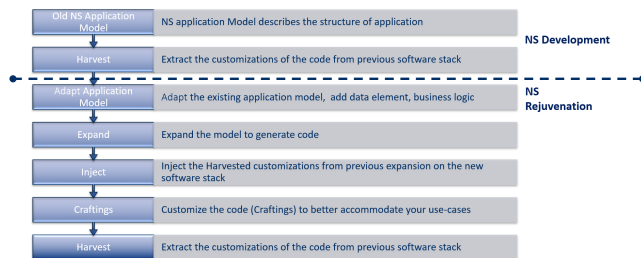 Old NS Application
Model
NS application Model describes the structure of application
NS Development
Harvest
Extract the customizations of the code from previous software stack
Adapt Application
Model
Adapt the existing application model, add data element, business logic
NS
Rejuvenation
Expand
Expand the model to generate code
Inject
Inject the Harvested customizations from previous expansion on the new
software stack
Craftings
Customize the code (Craftings) to better accommodate your use-cases
Harvest
Extract the customizations of the code from previous software stack